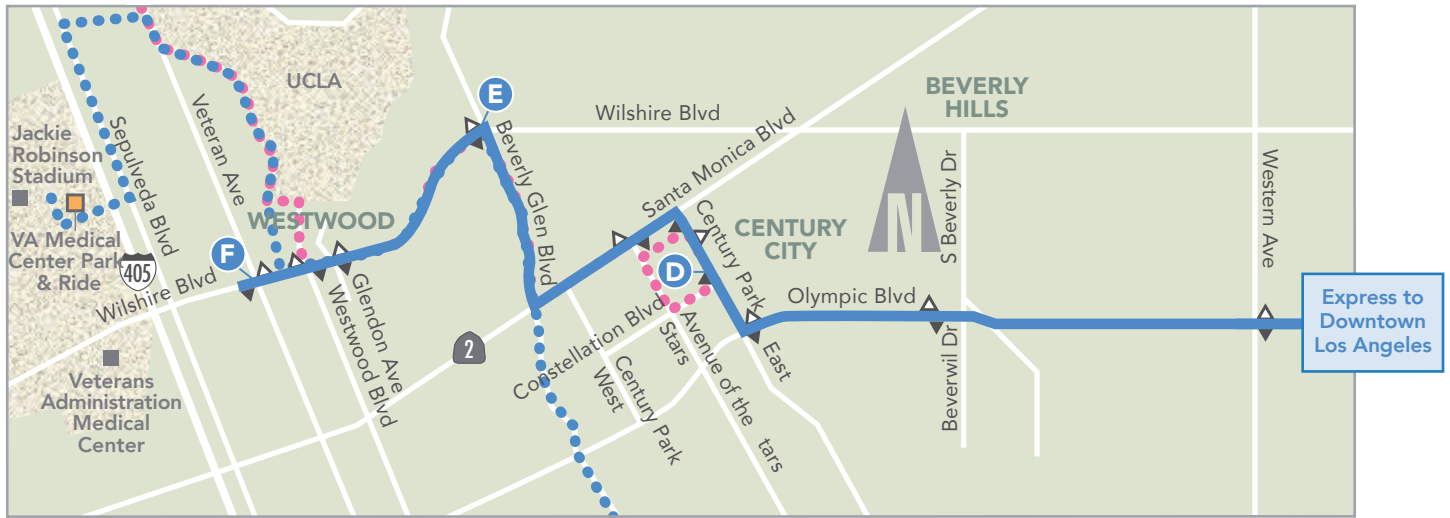 UCLA
E
BEVERLY
HILLS
Wilshire Blvd
Jackie
Robinson
Stadium
Sepulveda Blvd
Veteran Ave
Beverly Glen Blvd
Santa Monica Blvd
S Beverly Dr
Western Ave
WESTWOOD
VA Medical
Center Park
& Ride
405
F
Wilshire Blvd
CENTURY
CITY
N
D
Century Park
East
Olympic Blvd
Express to
Downtown
Los Angeles
Glendon Ave
Westwood Blvd
2
Constellation Blvd
Avenue of the
Stars
Century Park
West
tars
Beverwil Dr
Veterans
Administration
Medical
Center